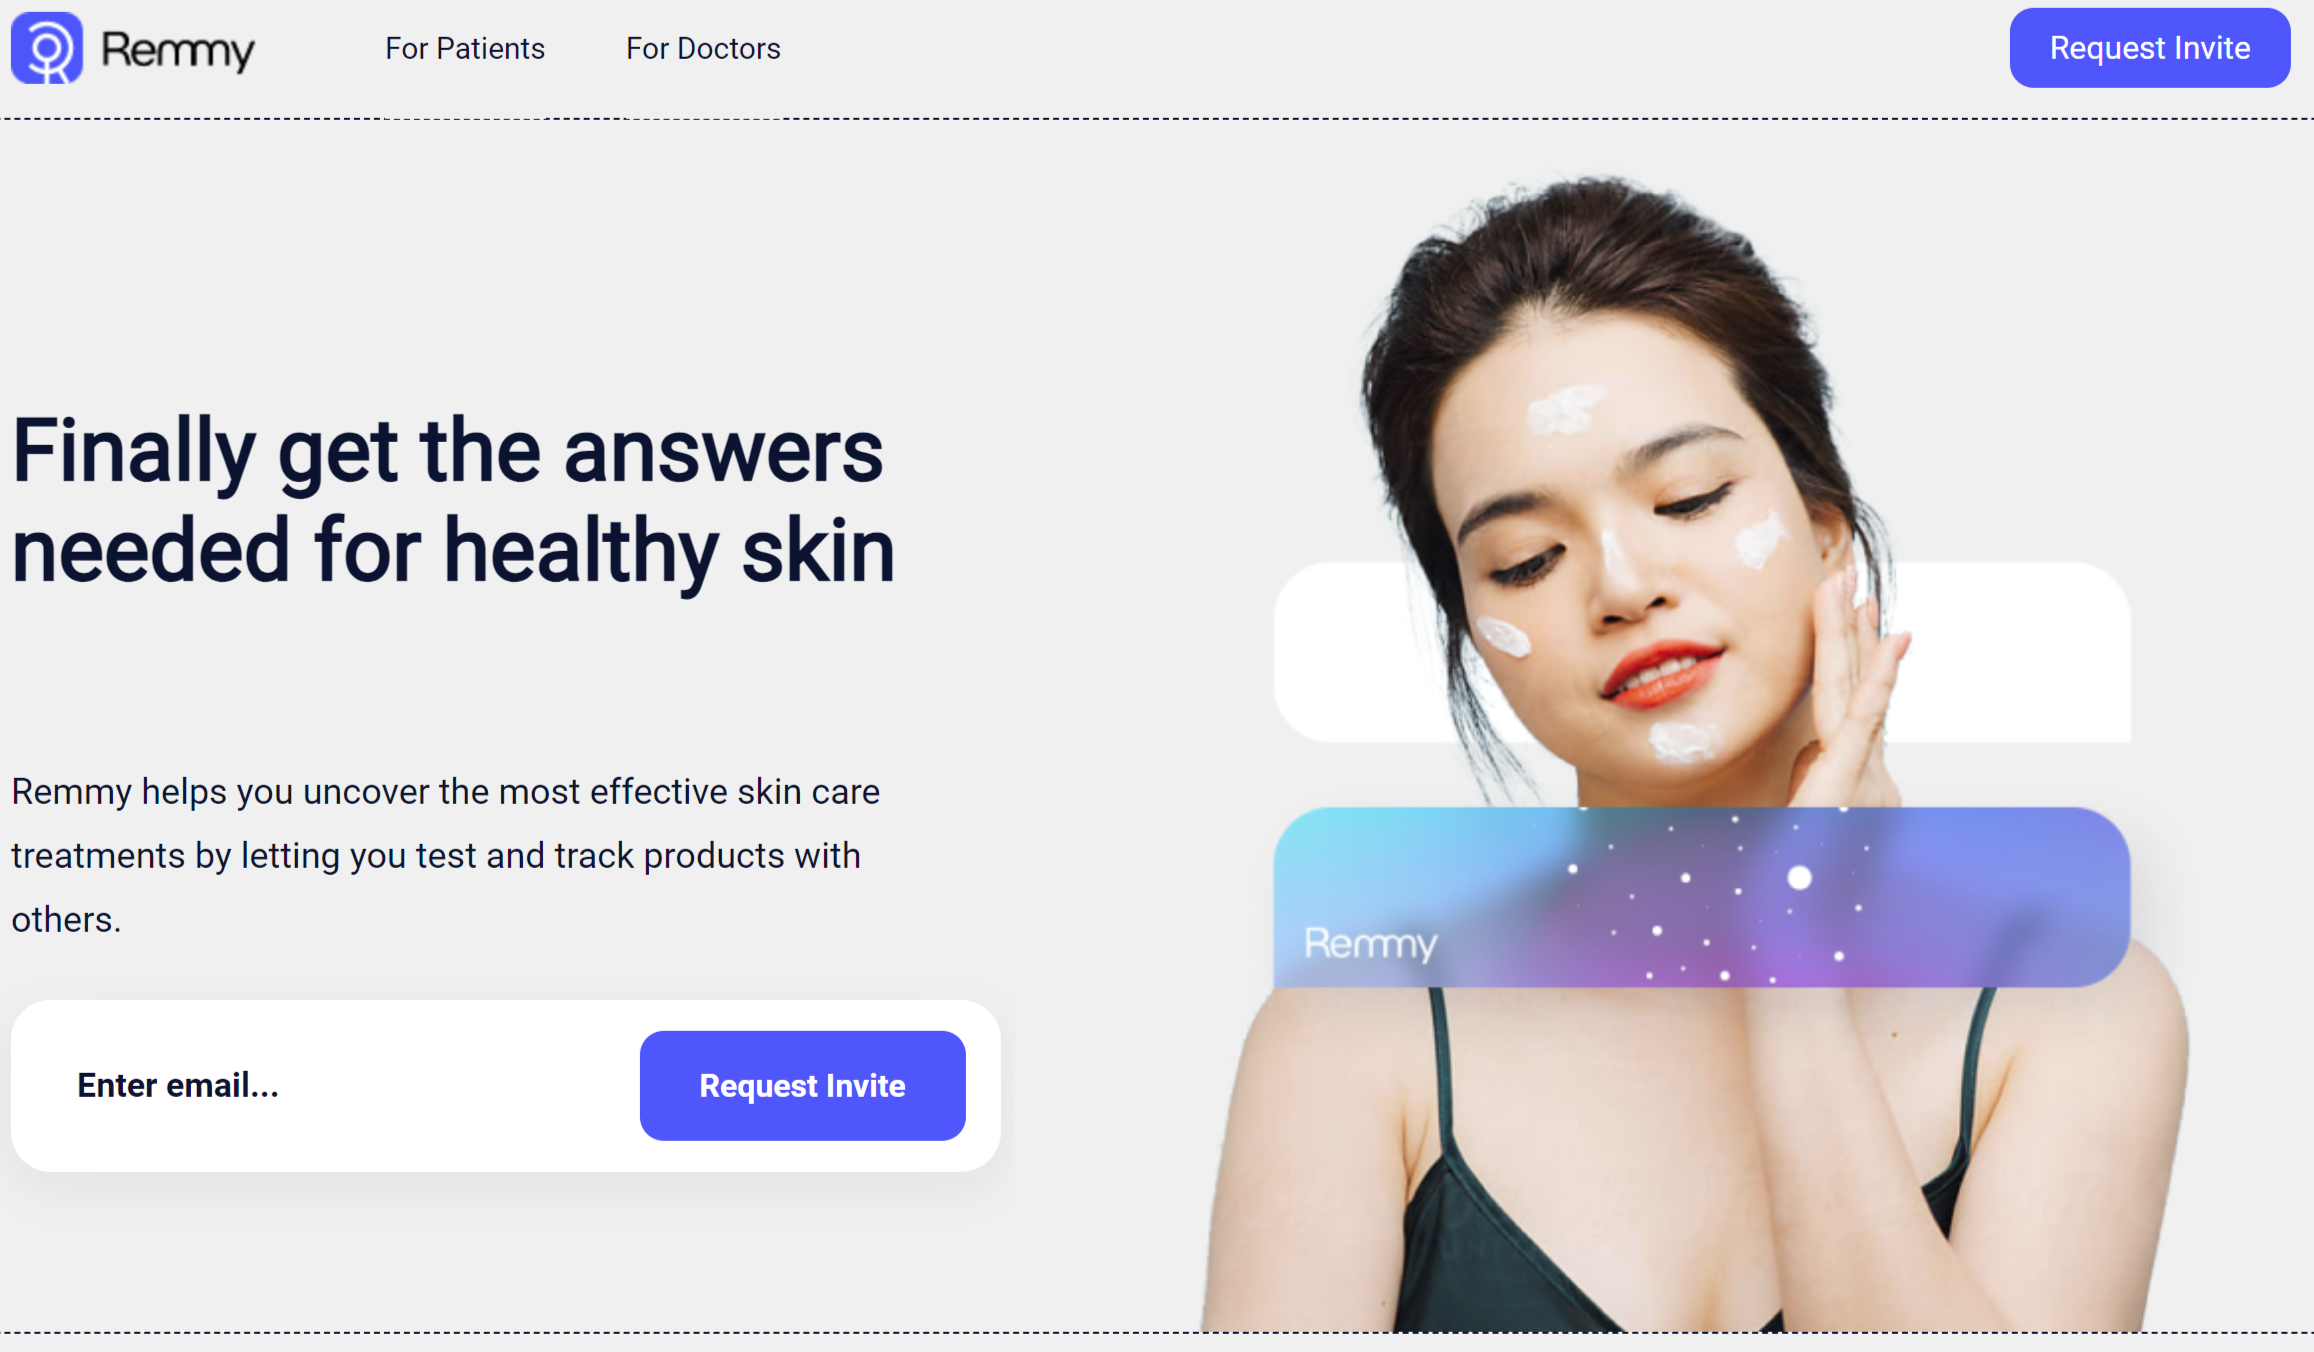 Remmy
For Patients
For Doctors
Request Invite
Finally get the answers
needed for healthy skin
Remmy helps you uncover the most effective skin care
treatments by letting you test and track products with
others.
Enter email...
Request Invite
Remmy